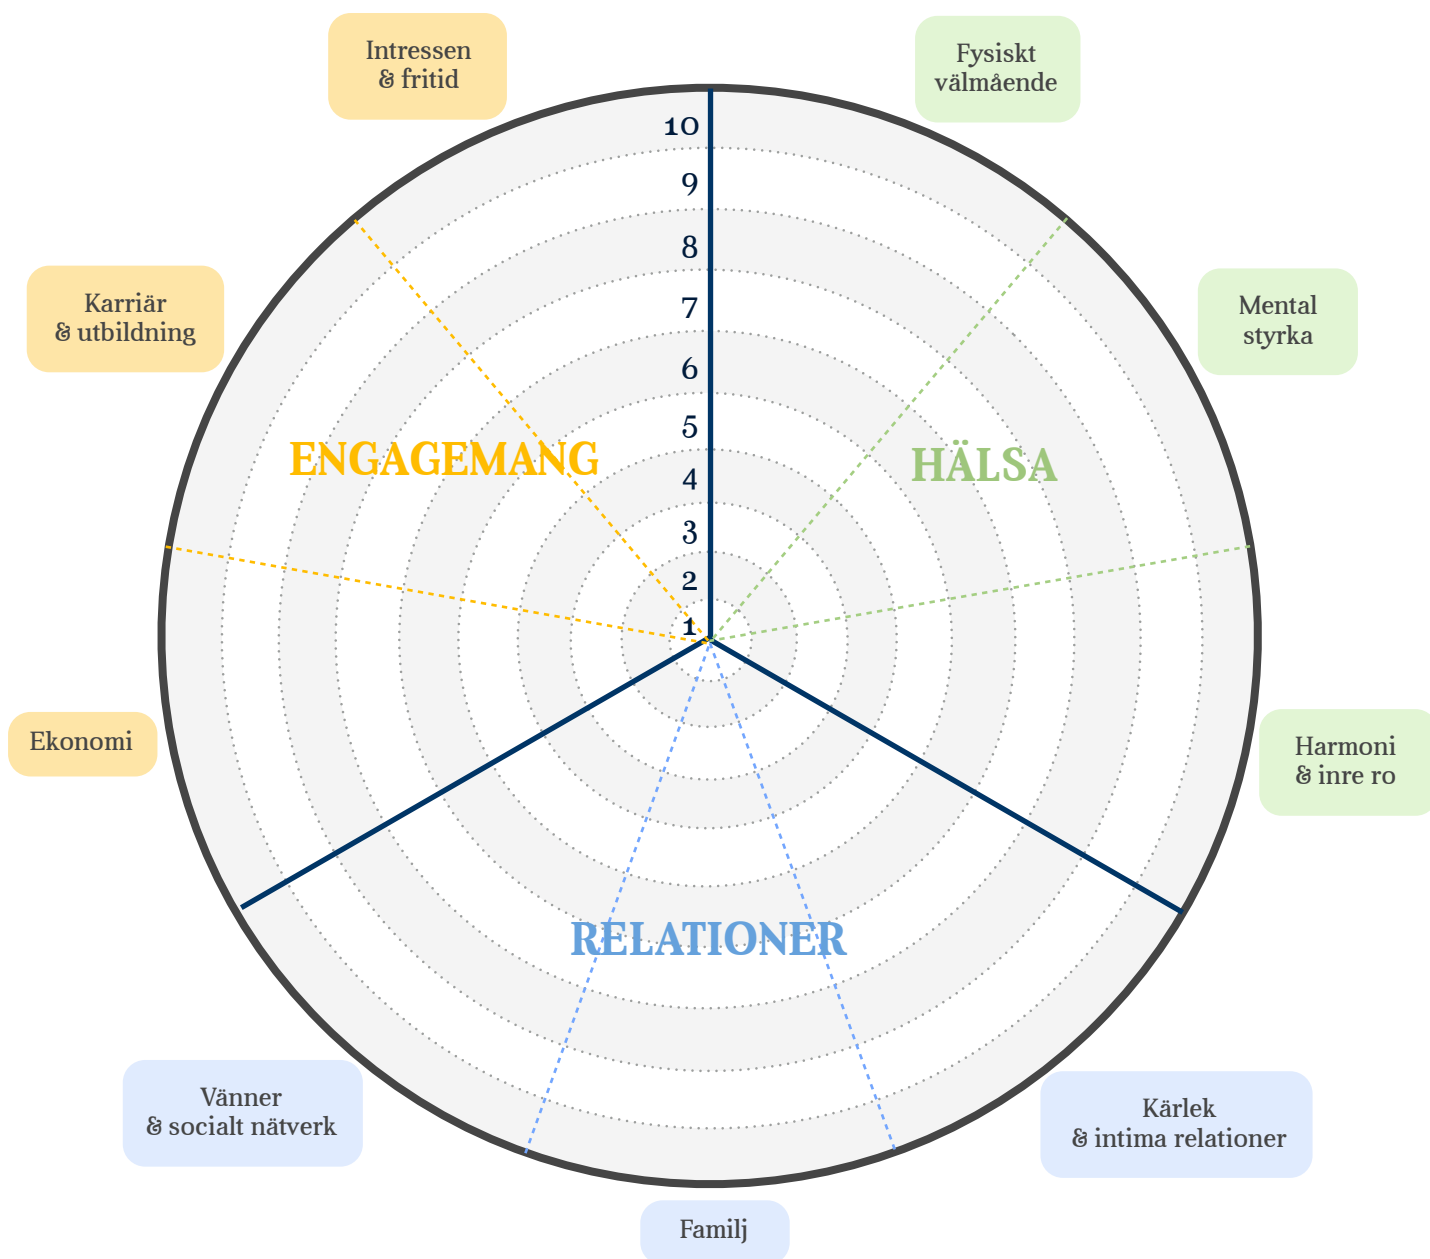 Intressen
& fritid
Fysiskt
välmående
10
9
8
7
6
5
4
3
2
1
Karriär
& utbildning
Mental
styrka
ENGAGEMANG
HÄLSA
Ekonomi
Harmoni
& inre ro
RELATIONER
Vänner
& socialt nätverk
Kärlek
& intima relationer
Familj